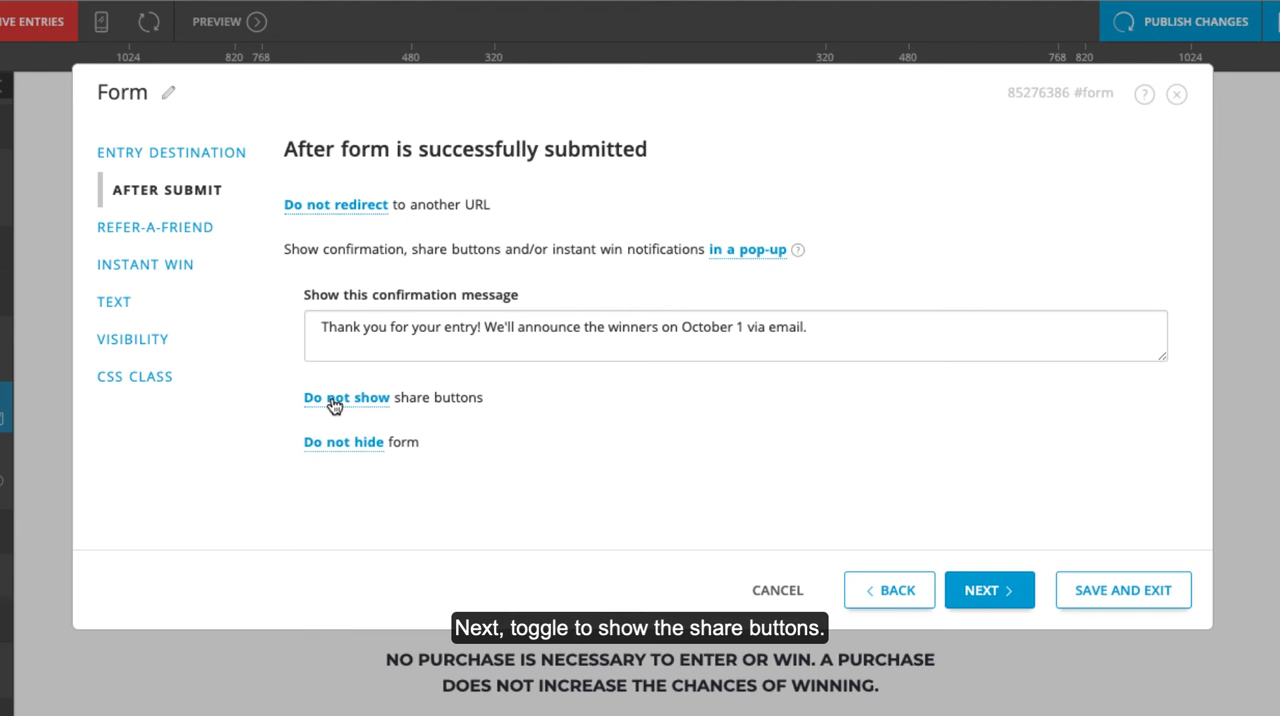 IVE ENTRIES
PREVIEW
PUBLISH CHANGES
1024 820 768 480 320 320 480 768 820 1024
Form
85276386 #form
ENTRY DESTINATION
AFTER SUBMIT
REFER-A-FRIEND
INSTANT WIN
TEXT
VISIBILITY
CSS CLASS
After form is successfully submitted
Do not redirect to another URL
Show confirmation, share buttons and/or instant win notifications in a pop-up ?
Show this confirmation message
Thank you for your entry! We'll announce the winners on October 1 via email.
Do not show share buttons
Do not hide form
CANCEL
BACK
NEXT
SAVE AND EXIT
Next, toggle to show the share buttons.
NO PURCHASE IS NECESSARY TO ENTER OR WIN. A PURCHASE
DOES NOT INCREASE THE CHANCES OF WINNING.